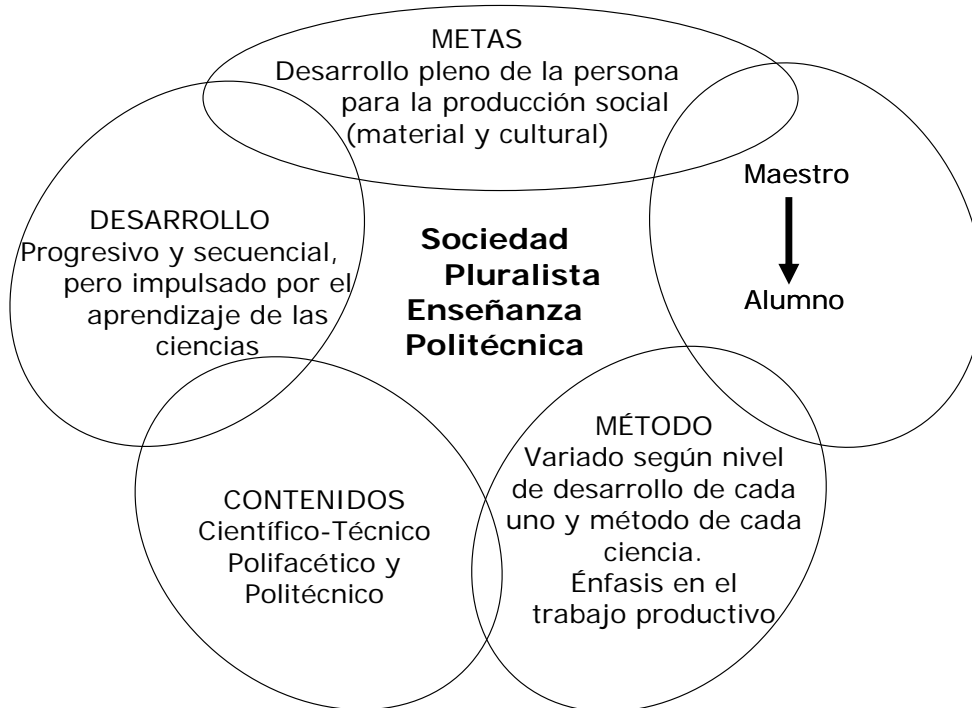 METAS
Desarrollo pleno de la persona
para la producción social
(material y cultural)
Maestro
Alumno
DESARROLLO
Progresivo y secuencial,
pero impulsado por el
aprendizaje de las
ciencias
Sociedad
Pluralista
Enseñanza
Politécnica
CONTENIDOS
Científico-Técnico
Polifacético y
Politécnico
MÉTODO
Variado según nivel
de desarrollo de cada
uno y método de cada
ciencia.
Énfasis en el
trabajo productivo